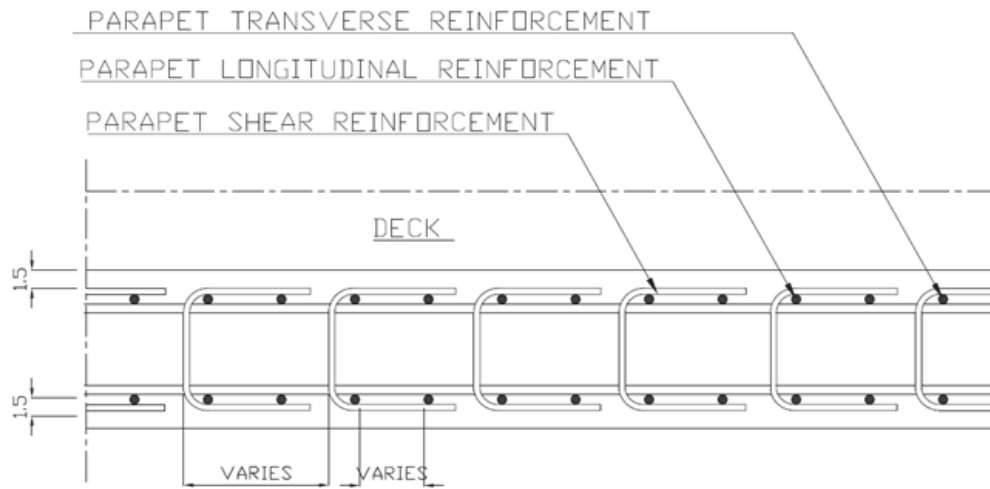 PARAPET TRANSVERSE REINFORCEMENT
PARAPET LONGITUDINAL REINFORCEMENT
PARAPET SHEAR REINFORCEMENT
DECK
1.5
1.5
VARIES VARIES